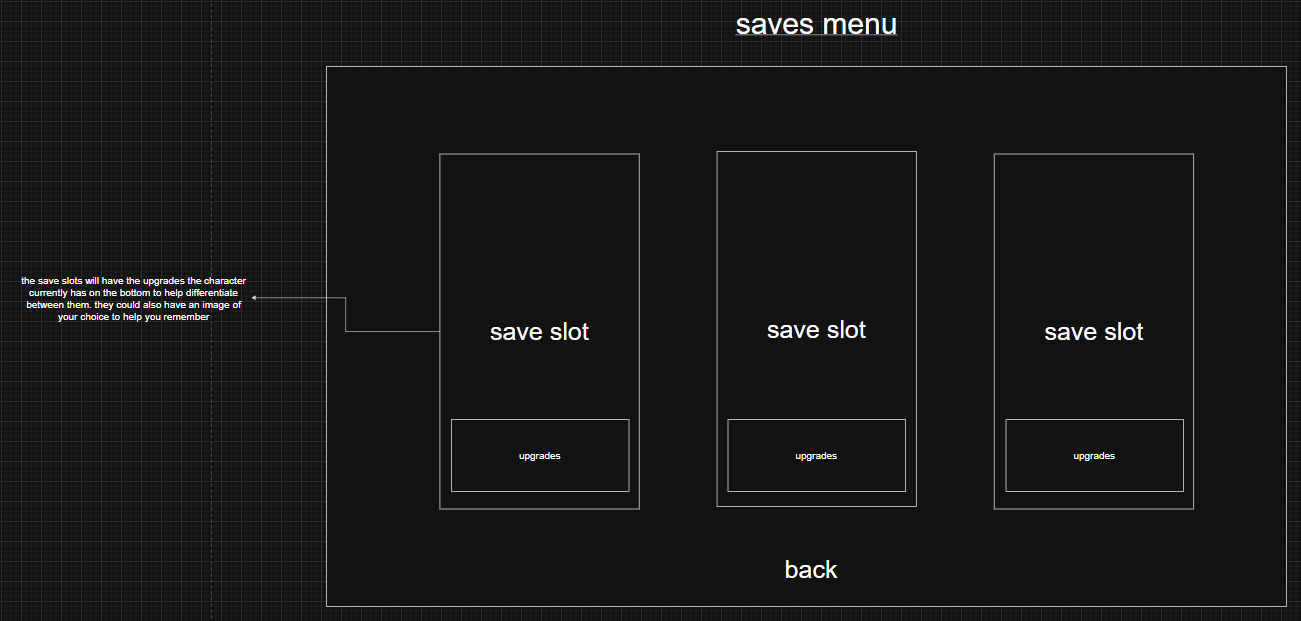 saves menu
the save slots will have the upgrades the character
currently has on the bottom to help differentiate
between them. they could also have an image of
your choice to help you remember
save slot
save slot
save slot
upgrades
upgrades
upgrades
back